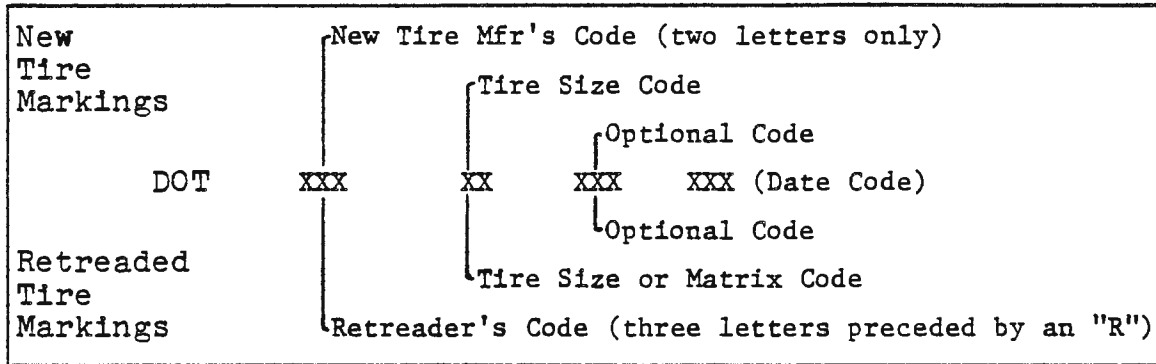 New
Tire
Markings
New Tire Mfr's Code (two letters only)
Tire Size Code
Optional Code
DOT XXX XX XXX XXX (Date Code)
Optional Code
Tire Size or Matrix Code
Retreaded
Tire
Markings
Retreader's Code (three letters preceded by an "R")